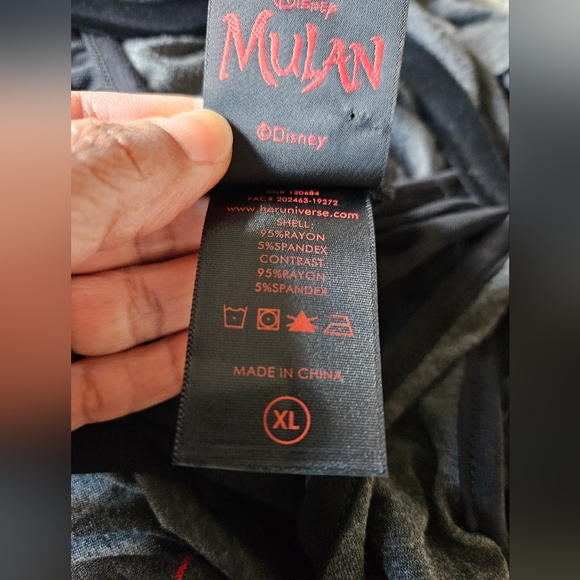 Disney
MULAN
©Disney
RN# 120684
FAC# 202463-19272
www.heruniverse.com
SHELL:
95%RAYON
5%SPANDEX
CONTRAST:
95%RAYON
5%SPANDEX
MADE IN CHINA
XL